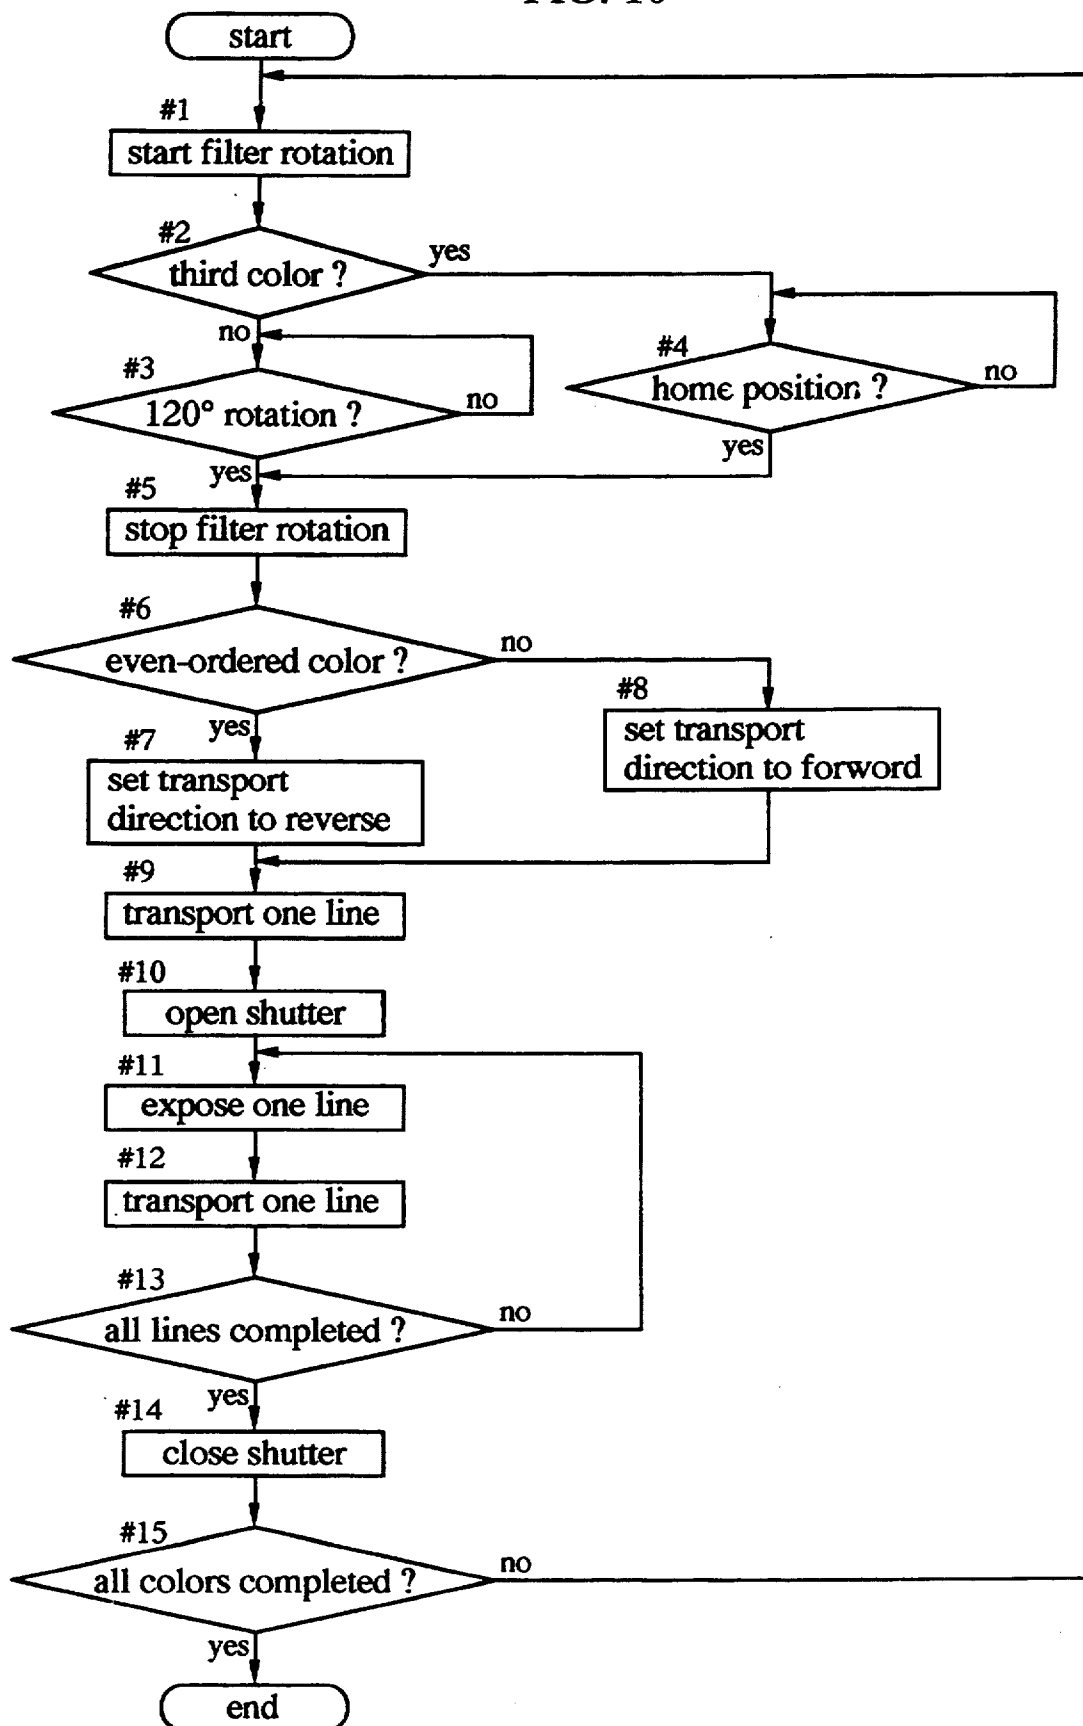 start
#1
start filter rotation
#2
third color ?
yes
no
#3
120° rotation ?
no
#4
home position ?
no
yes
yes
#5
stop filter rotation
#6
even-ordered color ?
no
yes
#7
set transport
direction to reverse
#8
set transport
direction to forword
#9
transport one line
#10
open shutter
#11
expose one line
#12
transport one line
#13
all lines completed ?
no
yes
#14
close shutter
#15
all colors completed ?
no
yes
end